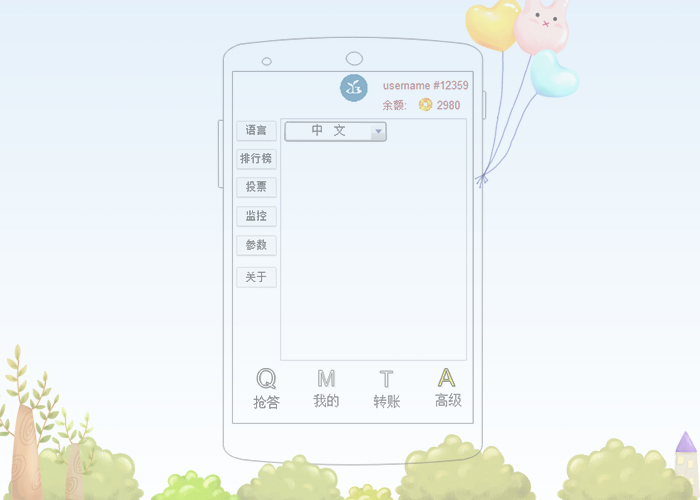 username #12359
余额: 2980
语言
中 文
排行榜
投票
监控
参数
关于
Q M T A
抢答 我的 转账 高级